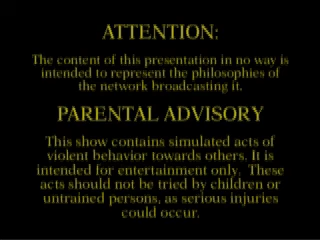 ATTENTION:
The content of this presentation in no way is
intended to represent the philosophies of
the network broadcasting it.
PARENTAL ADVISORY
This show contains simulated acts of
violent behavior towards others. It is
intended for entertainment only. These
acts should not be tried by children or
untrained persons, as serious injuries
could occur.